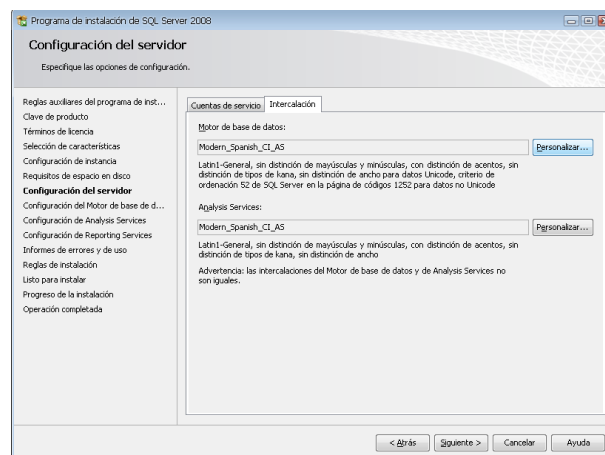 Programa de instalación de SQL Server 2008
Configuración del servidor
Especifique las opciones de configuración.
Reglas auxiliares del programa de inst...
Clave de producto
Términos de licencia
Selección de características
Configuración de instancia
Requisitos de espacio en disco
Configuración del servidor
Configuración del Motor de base de d...
Configuración de Analysis Services
Configuración de Reporting Services
Informes de errores y de uso
Reglas de instalación
Listo para instalar
Progreso de la instalación
Operación completada
Cuentas de servicio
Intercalación
Motor de base de datos:
Modern_Spanish_CI_AS
Personalizar...
Latin1-General, sin distinción de mayúsculas y minúsculas, con distinción de acentos, sin
distinción de tipos de kana, sin distinción de ancho para datos Unicode, criterio de
ordenación 52 de SQL Server en la página de códigos 1252 para datos no Unicode
Analysis Services:
Modern_Spanish_CI_AS
Personalizar...
Latin1-General, sin distinción de mayúsculas y minúsculas, con distinción de acentos, sin
distinción de tipos de kana, sin distinción de ancho
Advertencia: las intercalaciones del Motor de base de datos y de Analysis Services no
son iguales.
< Atrás
Siguiente >
Cancelar
Ayuda